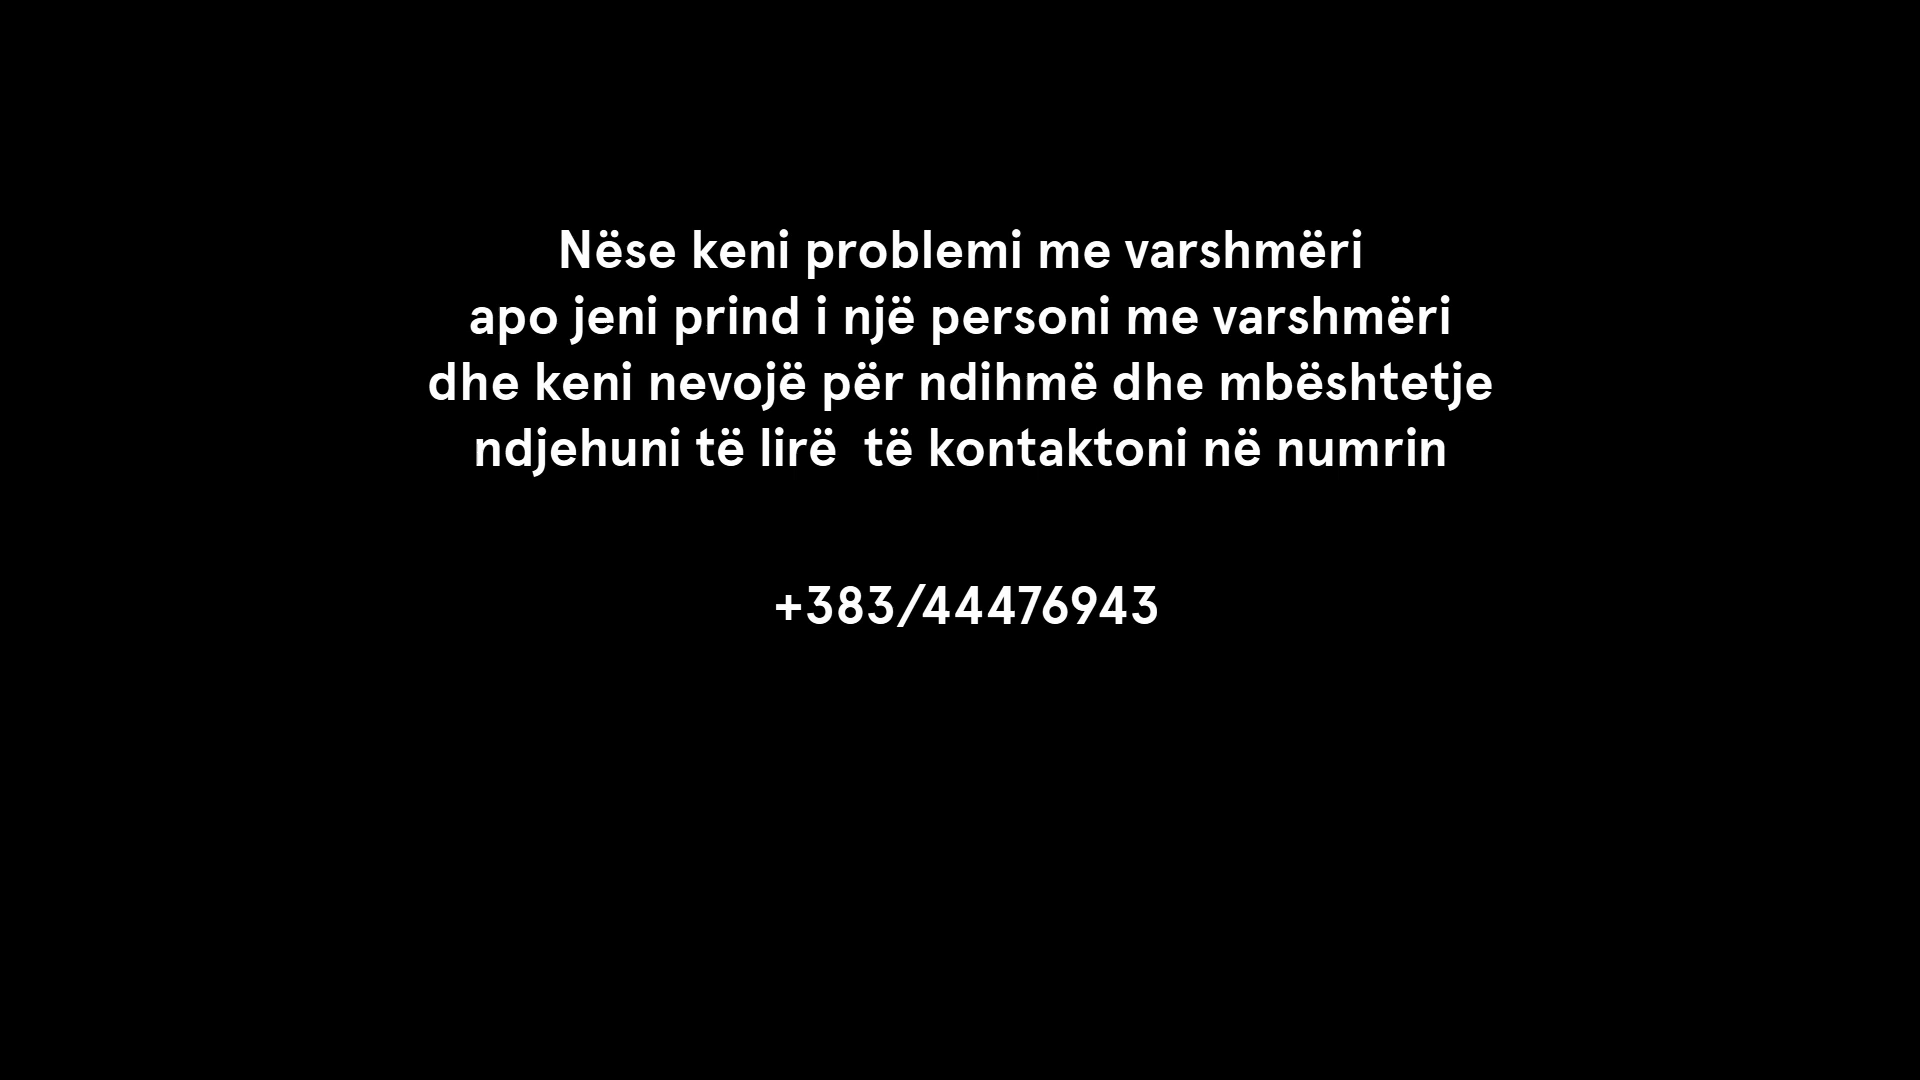 Nëse keni problemi me varshmëri
apo jeni prind i një personi me varshmëri
dhe keni nevojë për ndihmë dhe mbështetje
ndjehuni të lirë  të kontaktoni në numrin
+383/44476943